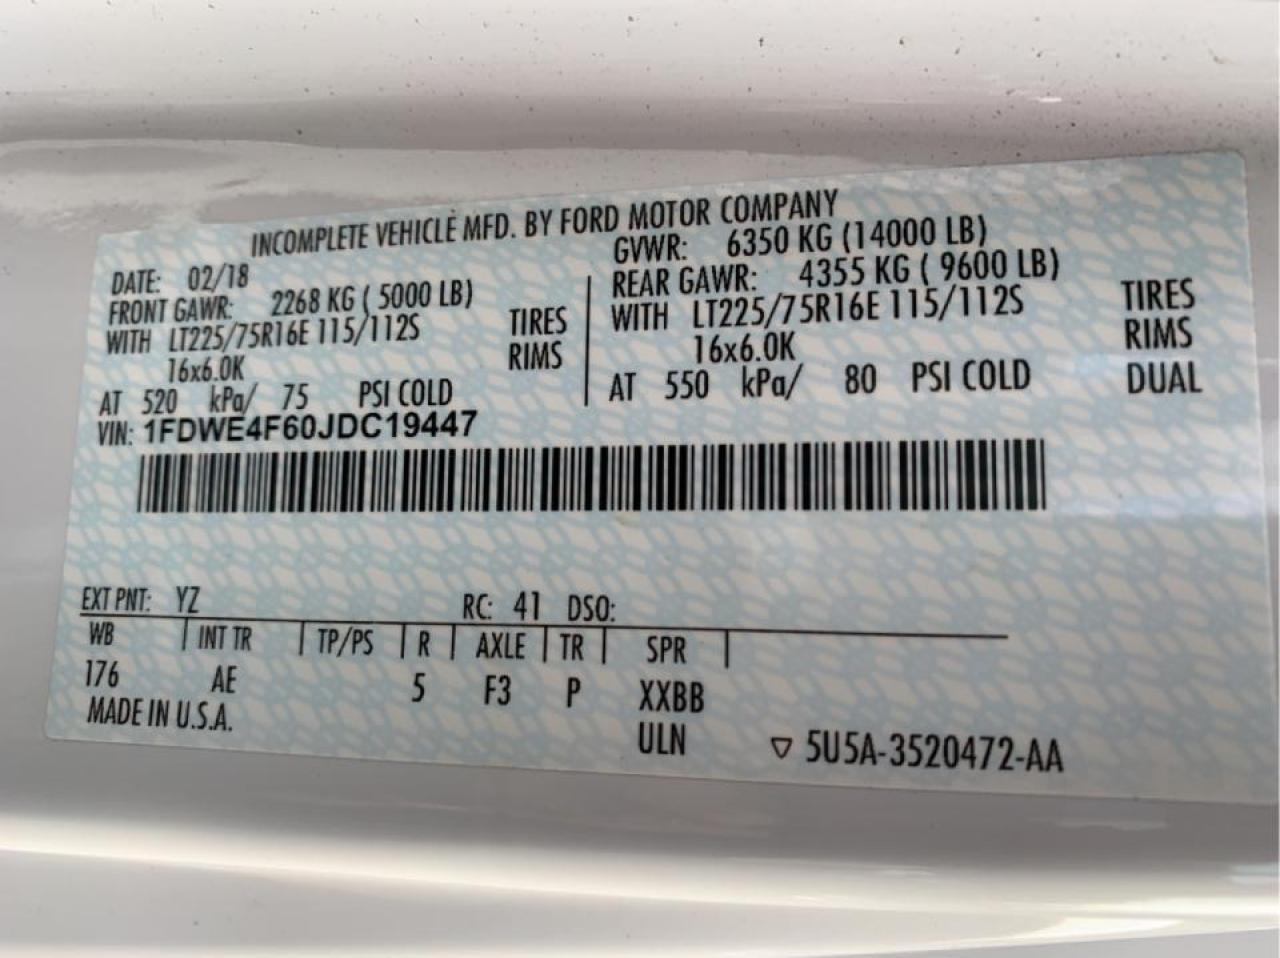 INCOMPLETE VEHICLE MFD. BY FORD MOTOR COMPANY
DATE: 02/18
FRONT GAWR: 2268 KG ( 5000 LB)
WITH LT225/75R16E 115/112S TIRES
16x6.0K RIMS
AT 520 kPa/ 75 PSI COLD
GVWR: 6350 KG (14000 LB)
REAR GAWR: 4355 KG ( 9600 LB)
WITH LT225/75R16E 115/112S TIRES
16x6.0K RIMS
AT 550 kPa/ 80 PSI COLD DUAL
VIN: 1FDWE4F60JDC19447
EXT PNT: YZ RC: 41 DSO:
WB INT TR TP/PS R AXLE TR SPR
176 AE 5 F3 P XXBB
MADE IN U.S.A. ULN ▽ 5U5A-3520472-AA